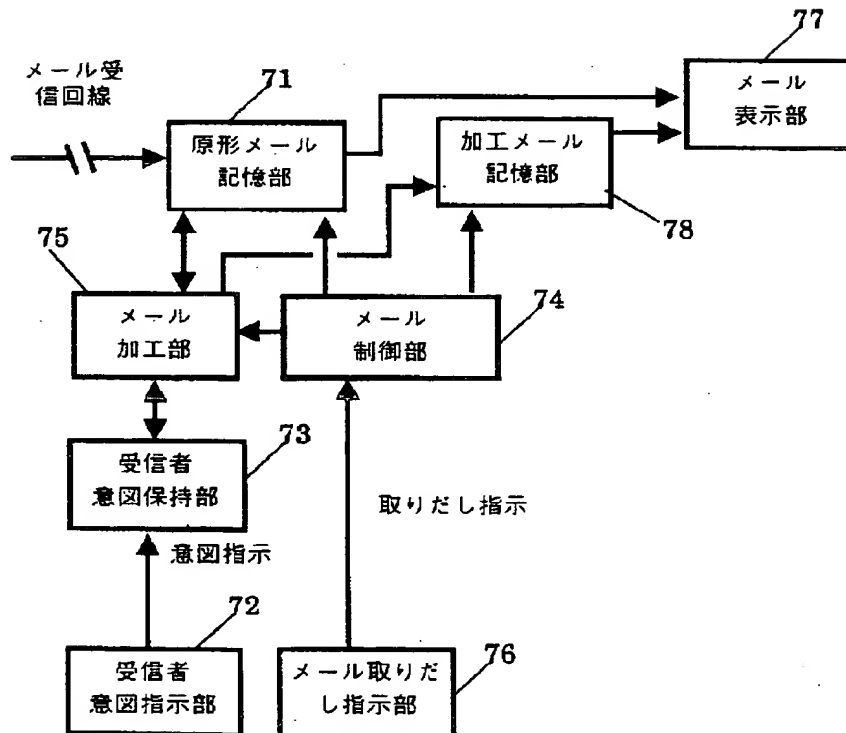 77
メール
表示部
メール受
信回線
71
原形メール
記憶部
加工メール
記憶部
78
75
メール
加工部
メール
制御部
74
73
受信者
意図保持部
取りだし指示
意図指示
72
受信者
意図指示部
メール取りだ
し指示部
76